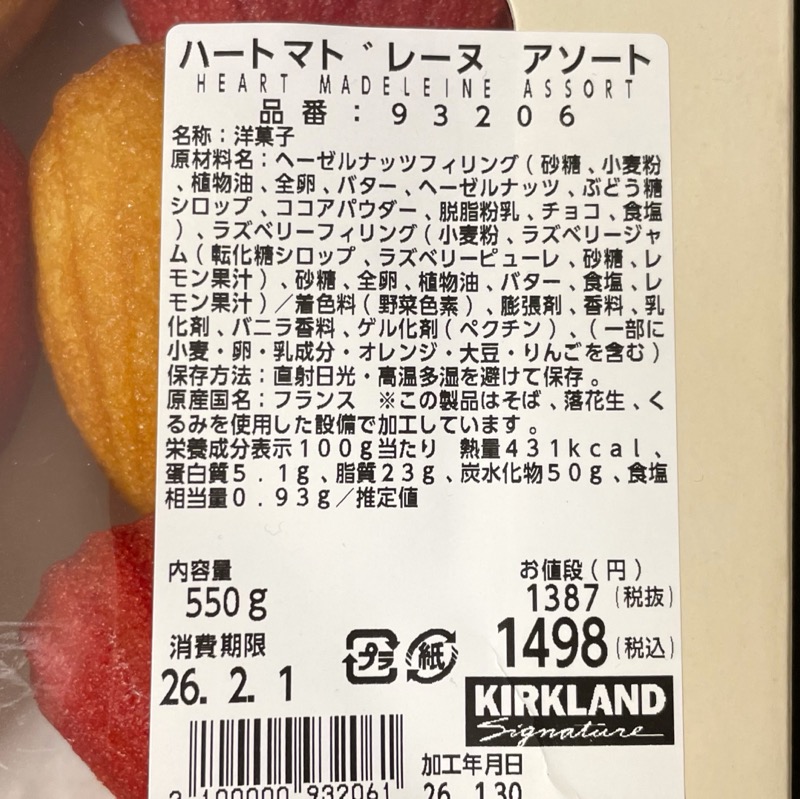 ハートマドレーヌ アソート
HEART MADELEINE ASSORT
品番：93206
名称：洋菓子
原材料名：ヘーゼルナッツフィリング（砂糖、小麦粉
、植物油、全卵、バター、ヘーゼルナッツ、ぶどう糖
シロップ、ココアパウダー、脱脂粉乳、チョコ、食塩
）、ラズベリーフィリング（小麦粉、ラズベリージャ
ム（転化糖シロップ、ラズベリーピューレ、砂糖、レ
モン果汁）、砂糖、全卵、植物油、バター、食塩、レ
モン果汁）／着色料（野菜色素）、膨張剤、香料、乳
化剤、バニラ香料、ゲル化剤（ペクチン）、（一部に
小麦・卵・乳成分・オレンジ・大豆・りんごを含む）
保存方法：直射日光・高温多湿を避けて保存。
原産国名：フランス ※この製品はそば、落花生、く
るみを使用した設備で加工しています。
栄養成分表示100g当たり 熱量431kcal、
蛋白質5.1g、脂質23g、炭水化物50g、食塩
相当量0.93g／推定値
内容量
550g
お値段（円）
1387（税抜）
1498（税込）
消費期限
26. 2. 1
プラ 紙
KIRKLAND
Signature
加工年月日
26. 1.30
2 100000 932061